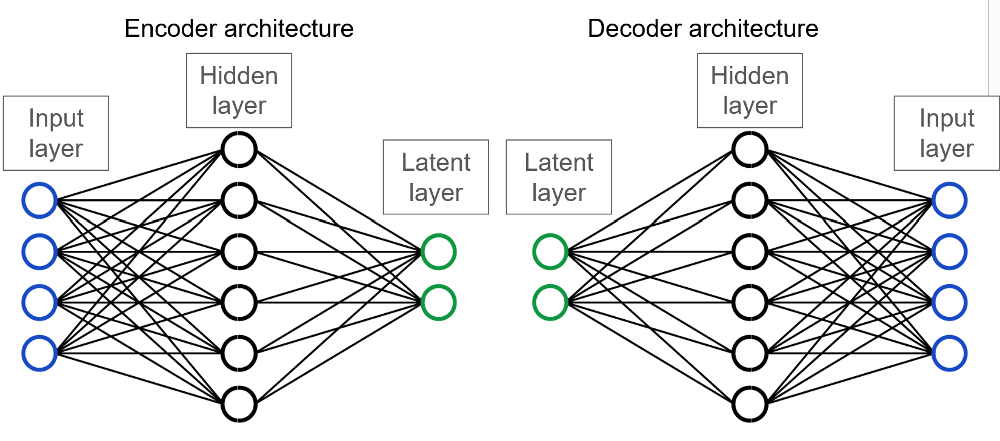 Encoder architecture
Hidden
layer
Input
layer
Latent
layer
Decoder architecture
Latent
layer
Hidden
layer
Input
layer